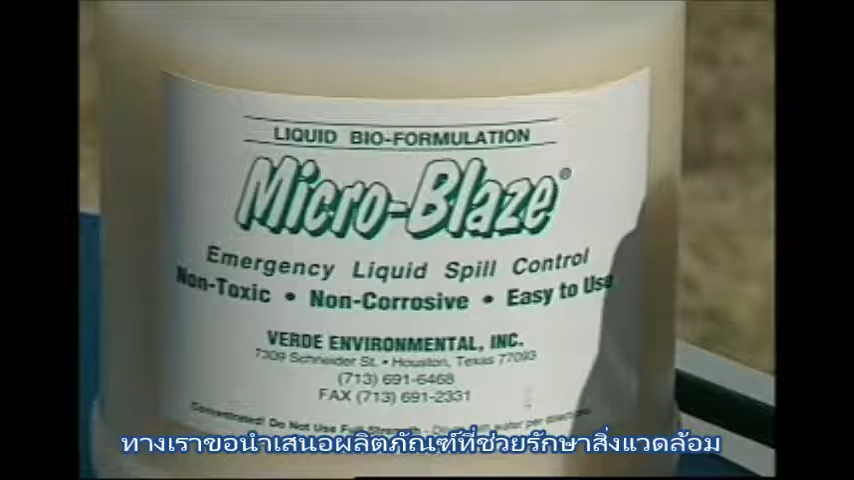 LIQUID BIO-FORMULATION
Micro-Blaze®
Emergency Liquid Spill Control
Non-Toxic • Non-Corrosive • Easy to Use
VERDE ENVIRONMENTAL, INC.
7309 Schneider St. • Houston, Texas 77093
(713) 691-6468
FAX (713) 691-2331
Concentrated! Do Not Use Full-Strength - water per
ทางเราขอนำเสนอผลิตภัณฑ์ที่ช่วยรักษาสิ่งแวดล้อม